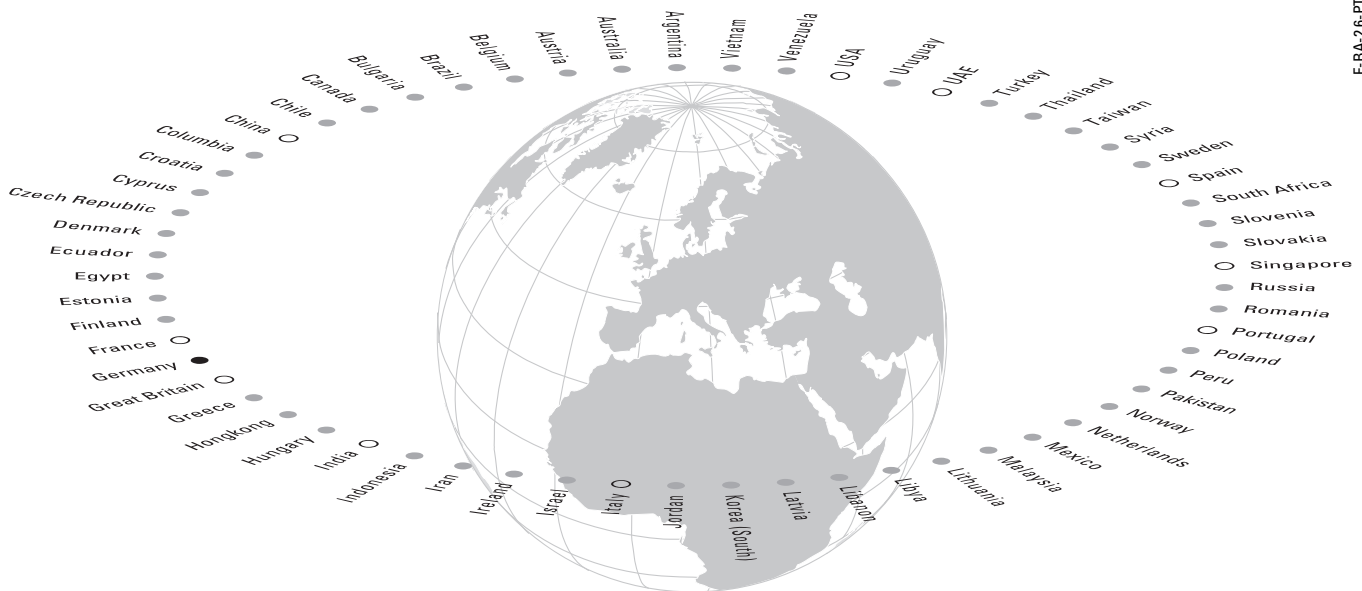 Argentina
Australia
Austria
Belgium
Brazil
Bulgaria
Canada
Chile
China
Columbia
Croatia
Cyprus
Czech Republic
Denmark
Ecuador
Egypt
Estonia
Finland
France
Germany
Great Britain
Greece
Hongkong
Hungary
India
Indonesia
Iran
Ireland
Israel
Italy
Jordau
Korea (South)
Latvia
Libanon
Libya
Lithuania
Malaysia
Mexico
Netherlands
Norway
Pakistan
Peru
Poland
Portugal
Romania
Russia
Singapore
Slovakia
Slovenia
South Africa
Spain
Sweden
Syria
Taiwan
Thailand
Turkey
UAE
Uruguay
USA
Venezuela
Vietnam